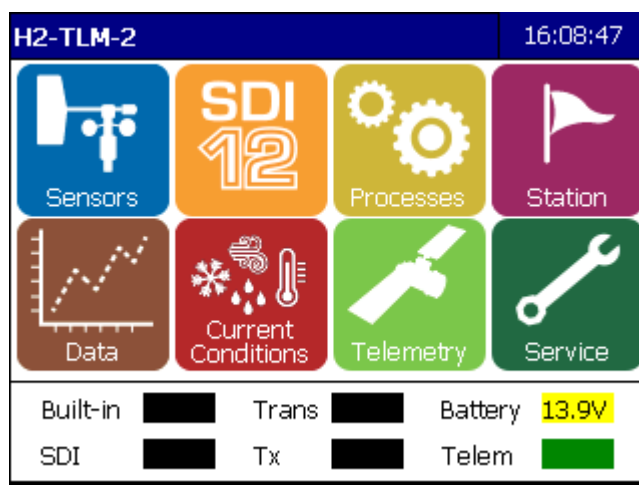 H2-TLM-2 16:08:47
SDI
12
Sensors Processes Station
Current
Data Conditions Telemetry Service
Built-in Trans Battery 13.9V
SDI Tx Telem